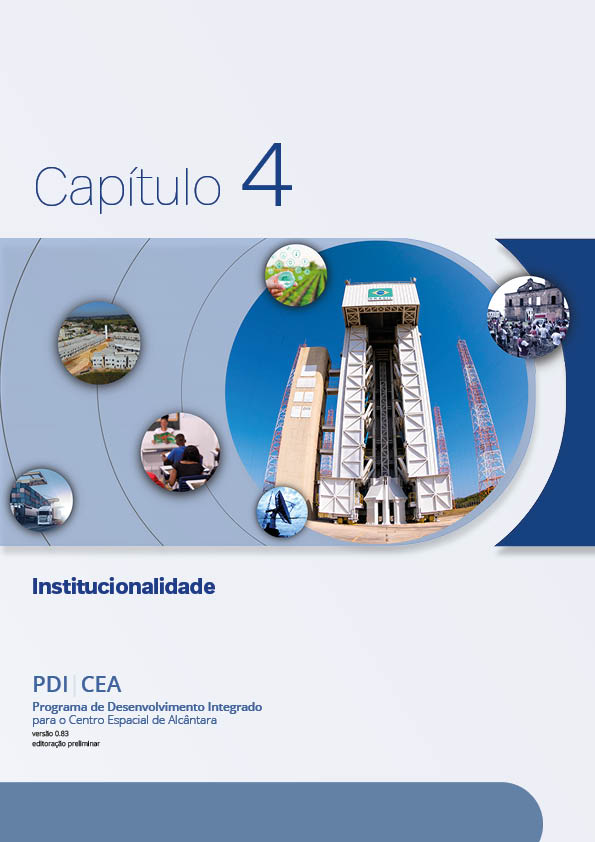 Capítulo 4
BRASIL
Institucionalidade
PDI | CEA
Programa de Desenvolvimento Integrado
para o Centro Espacial de Alcântara
versão 0.83
editoração preliminar